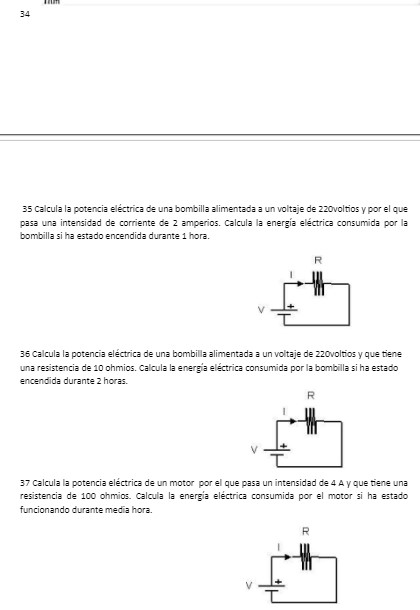 34
35 Calcula la potencia eléctrica de una bombilla alimentada a un voltaje de 220voltios y por el que
pasa una intensidad de corriente de 2 amperios. Calcula la energía eléctrica consumida por la
bombilla si ha estado encendida durante 1 hora.
R
I
V
+
36 Calcula la potencia eléctrica de una bombilla alimentada a un voltaje de 220voltios y que tiene
una resistencia de 10 ohmios. Calcula la energía eléctrica consumida por la bombilla si ha estado
encendida durante 2 horas.
R
I
V
+
37 Calcula la potencia eléctrica de un motor por el que pasa un intensidad de 4 A y que tiene una
resistencia de 100 ohmios. Calcula la energía eléctrica consumida por el motor si ha estado
funcionando durante media hora.
R
I
V
+